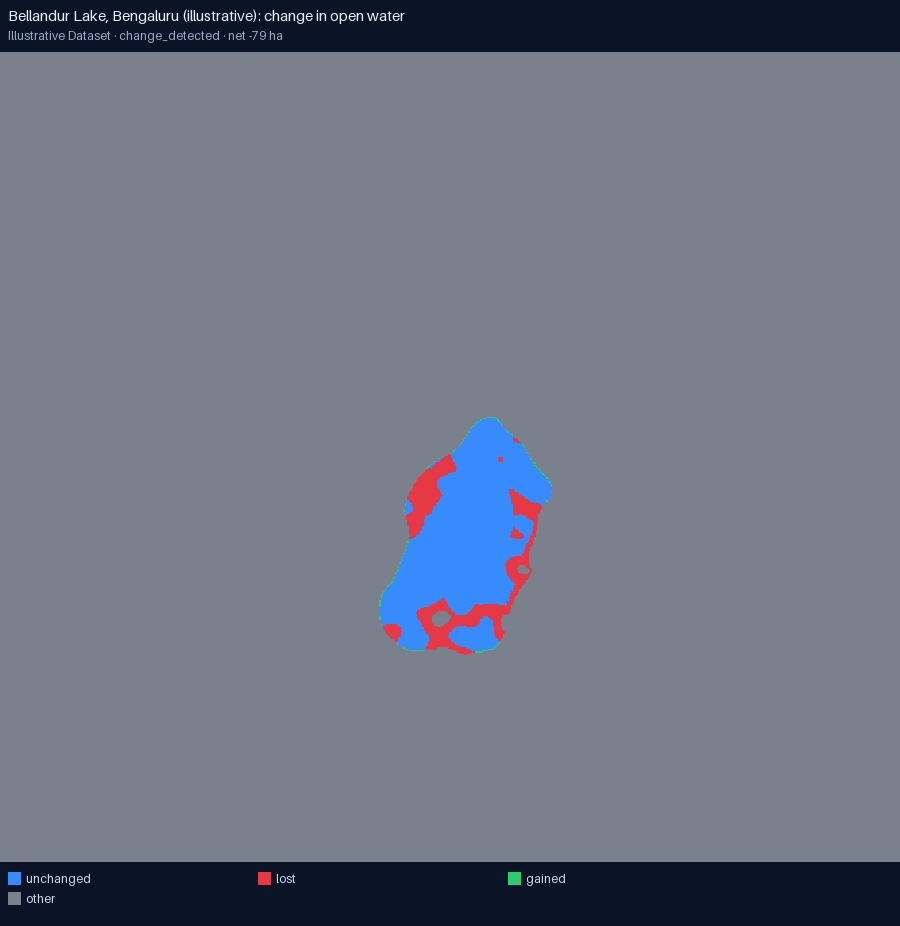 Bellandur Lake, Bengaluru (illustrative): change in open water
Illustrative Dataset · change_detected · net -79 ha
unchanged
lost
gained
other